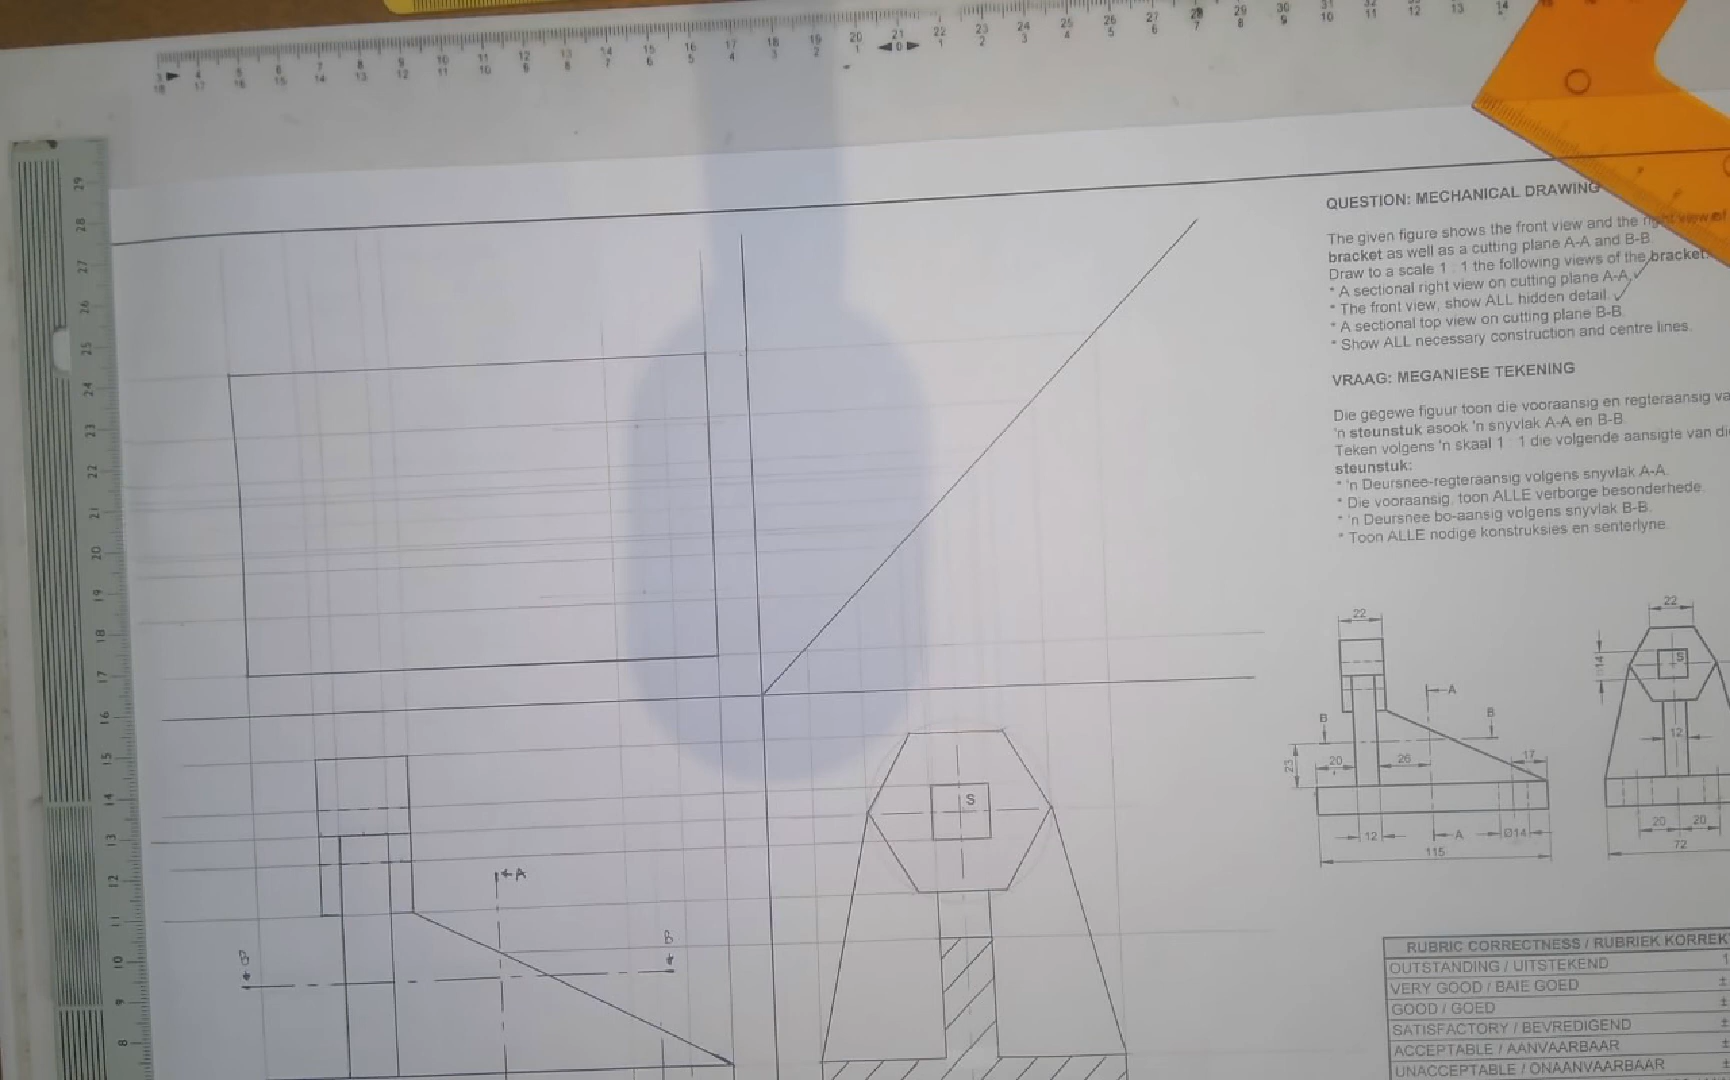 QUESTION: MECHANICAL DRAWING
The given figure shows the front view and the right view of
bracket as well as a cutting plane A-A and B-B.
Draw to a scale 1 : 1 the following views of the bracket.
* A sectional right view on cutting plane A-A.
* The front view, show ALL hidden detail.
* A sectional top view on cutting plane B-B.
* Show ALL necessary construction and centre lines.
VRAAG: MEGANIESE TEKENING
Die gegewe figuur toon die vooraansig en regteraansig va
'n steunstuk asook 'n snyvlak A-A en B-B.
Teken volgens 'n skaal 1 : 1 die volgende aansigte van die
steunstuk:
* 'n Deursnee-regteraansig volgens snyvlak A-A.
* Die vooraansig, toon ALLE verborge besonderhede.
* 'n Deursnee bo-aansig volgens snyvlak B-B.
* Toon ALLE nodige konstruksies en senterlyne.
22
A
B
B
23
20
26
17
12
A
Ø14
115
22
14
S
12
20
20
72
S
A
B
B
RUBRIC CORRECTNESS / RUBRIEK KORREK
OUTSTANDING / UITSTEKEND
VERY GOOD / BAIE GOED
GOOD / GOED
SATISFACTORY / BEVREDIGEND
ACCEPTABLE / AANVAARBAAR
UNACCEPTABLE / ONAANVAARBAAR